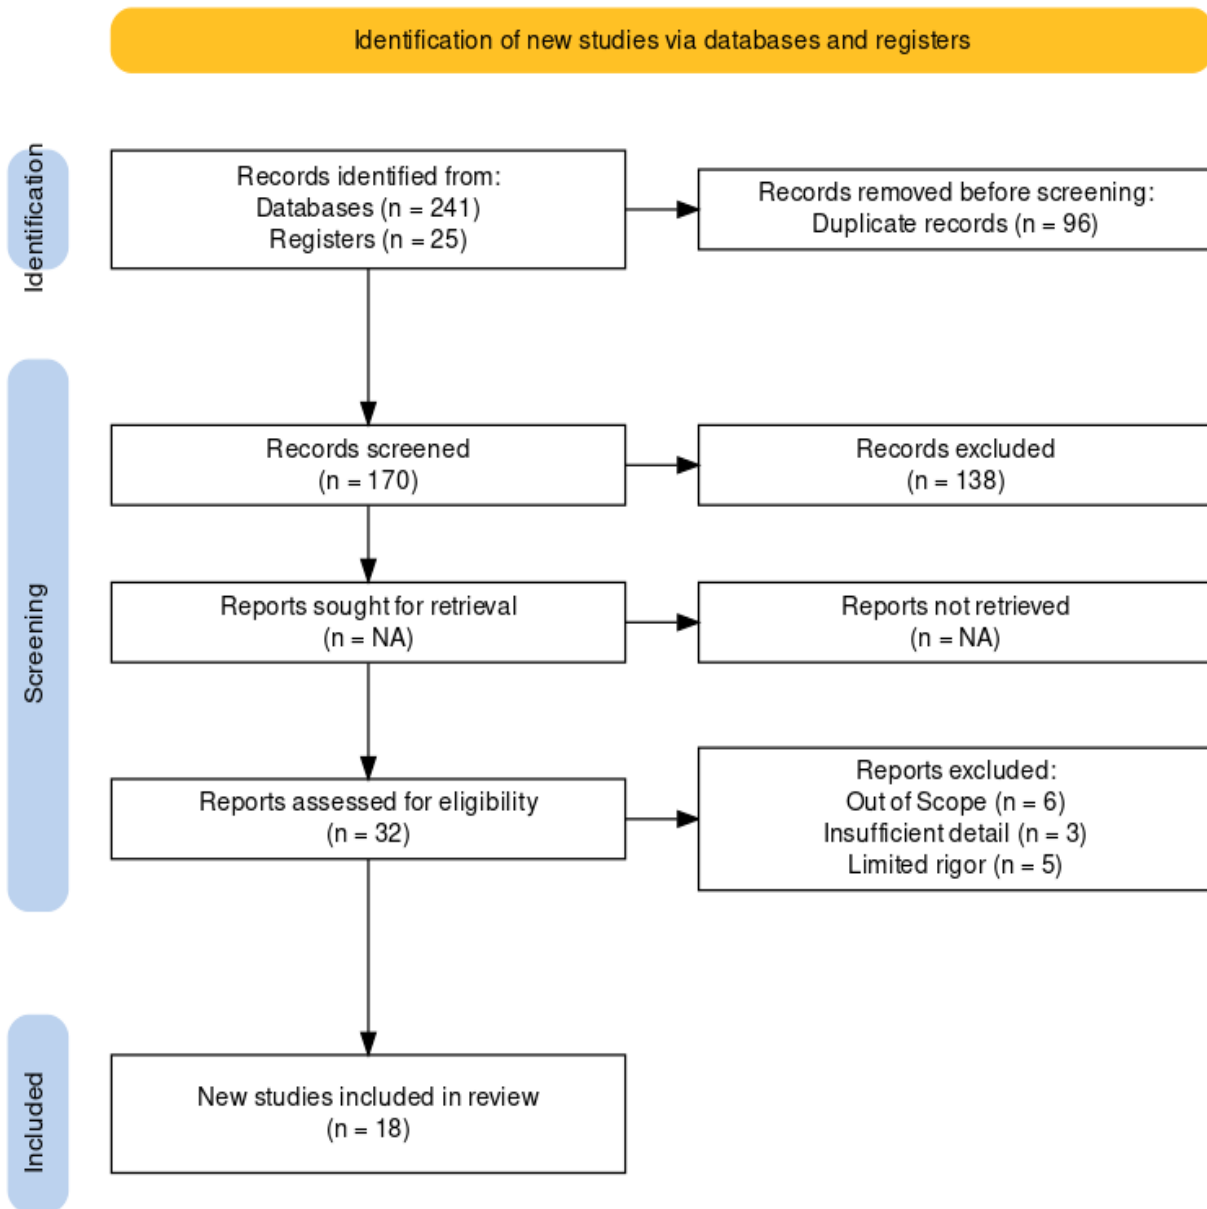 Identification of new studies via databases and registers
Identification
Records identified from:
Databases (n = 241)
Registers (n = 25)
Records removed before screening:
Duplicate records (n = 96)
Screening
Records screened
(n = 170)
Records excluded
(n = 138)
Reports sought for retrieval
(n = NA)
Reports not retrieved
(n = NA)
Reports assessed for eligibility
(n = 32)
Reports excluded:
Out of Scope (n = 6)
Insufficient detail (n = 3)
Limited rigor (n = 5)
Included
New studies included in review
(n = 18)